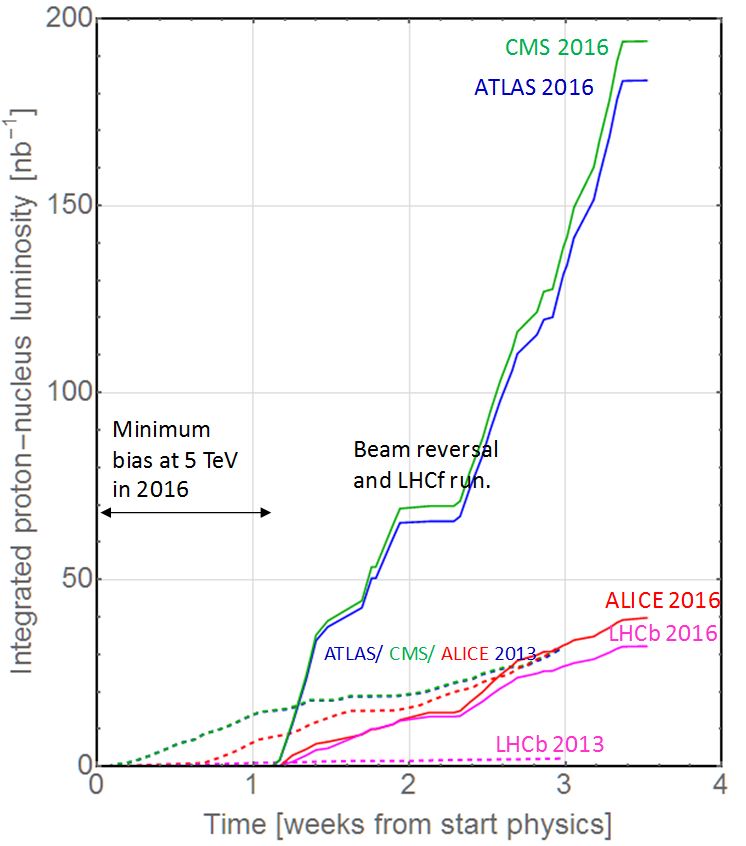 200
CMS 2016
ATLAS 2016
150
Integrated proton-nucleus luminosity [nb⁻¹]
100
Minimum
bias at 5 TeV
in 2016
Beam reversal
and LHCf run.
50
ALICE 2016
LHCb 2016
ATLAS/ CMS/ ALICE 2013
LHCb 2013
0
0 1 2 3 4
Time [weeks from start physics]